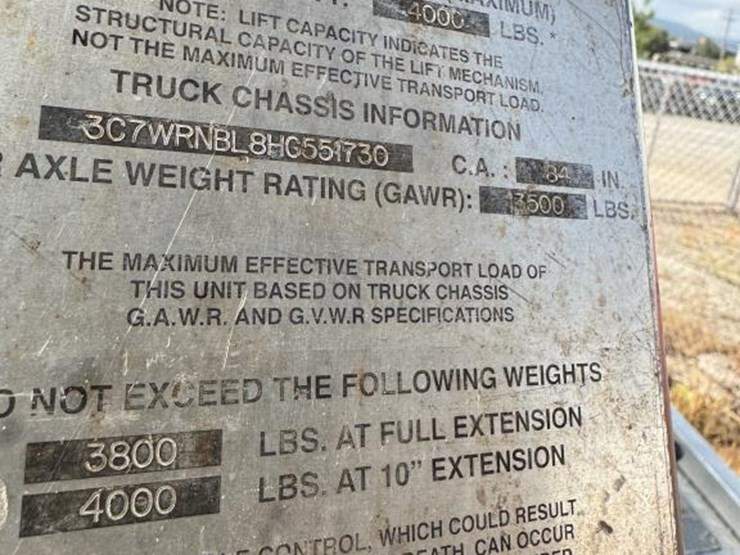 (MAXIMUM)
4000 LBS.*
NOTE: LIFT CAPACITY INDICATES THE
STRUCTURAL CAPACITY OF THE LIFT MECHANISM.
NOT THE MAXIMUM EFFECTIVE TRANSPORT LOAD.
TRUCK CHASSIS INFORMATION
3C7WRNBL8HG551730 C.A.: 84 IN.
AXLE WEIGHT RATING (GAWR): 3500 LBS.
THE MAXIMUM EFFECTIVE TRANSPORT LOAD OF
THIS UNIT BASED ON TRUCK CHASSIS
G.A.W.R. AND G.V.W.R SPECIFICATIONS
NOT EXCEED THE FOLLOWING WEIGHTS
3800 LBS. AT FULL EXTENSION
4000 LBS. AT 10" EXTENSION
CONTROL, WHICH COULD RESULT
CAN OCCUR